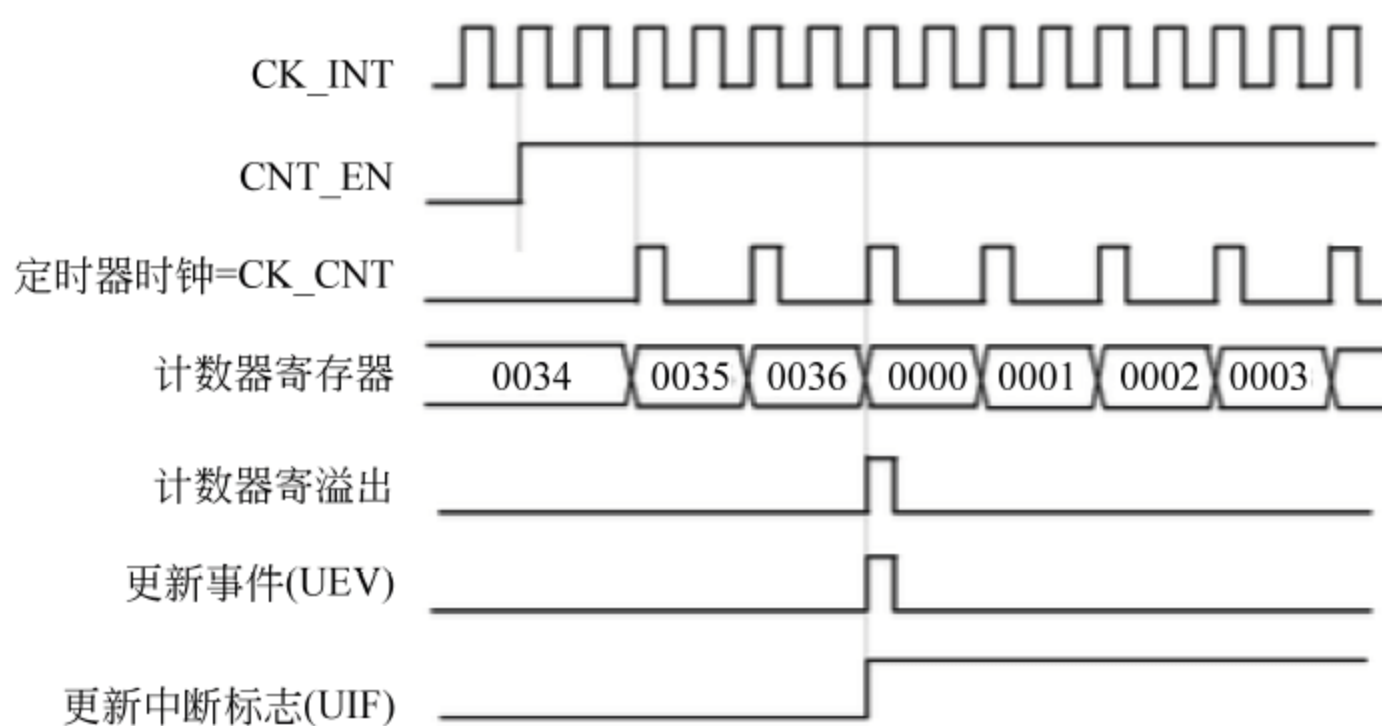 CK_INT
CNT_EN
定时器时钟=CK_CNT
计数器寄存器 0034 0035 0036 0000 0001 0002 0003
计数器寄溢出
更新事件(UEV)
更新中断标志(UIF)